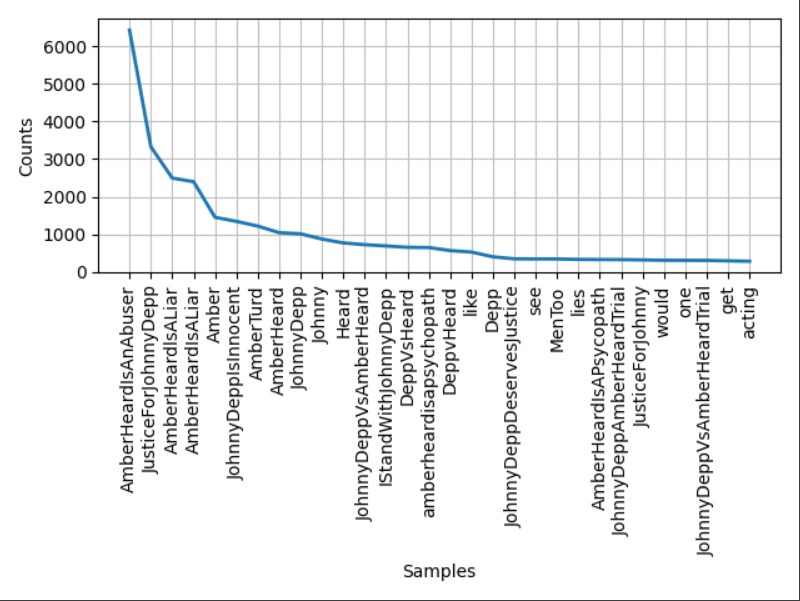 Counts
6000
5000
4000
3000
2000
1000
0
AmberHeardIsAnAbuser
JusticeForJohnnyDepp
AmberHeardIsALiar
AmberHeardIsALiar
Amber
JohnnyDeppIsInnocent
AmberTurd
AmberHeard
JohnnyDepp
Johnny
Heard
JohnnyDeppVsAmberHeard
IStandWithJohnnyDepp
DeppVsHeard
amberheardisapsychopath
DeppvHeard
like
Depp
JohnnyDeppDeservesJustice
see
MenToo
lies
AmberHeardIsAPsycopath
JohnnyDeppAmberHeardTrial
JusticeForJohnny
would
one
JohnnyDeppVsAmberHeardTrial
get
acting
Samples